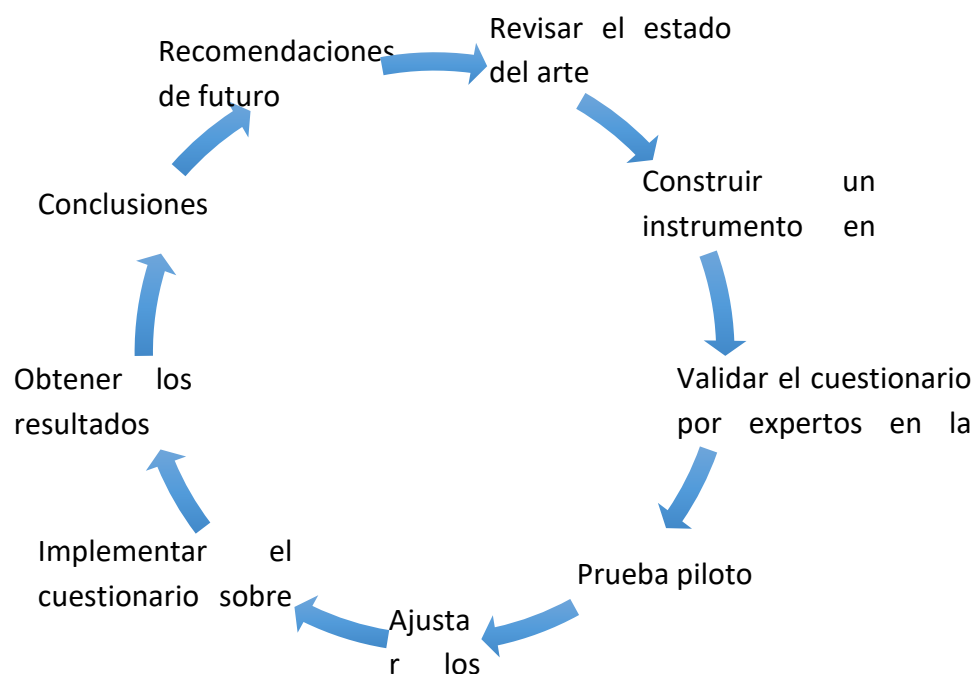 Revisar el estado
del arte
Construir un
instrumento en
Validar el cuestionario
por expertos en la
Prueba piloto
Ajusta
r los
Implementar el
cuestionario sobre
Obtener los
resultados
Conclusiones
Recomendaciones
de futuro